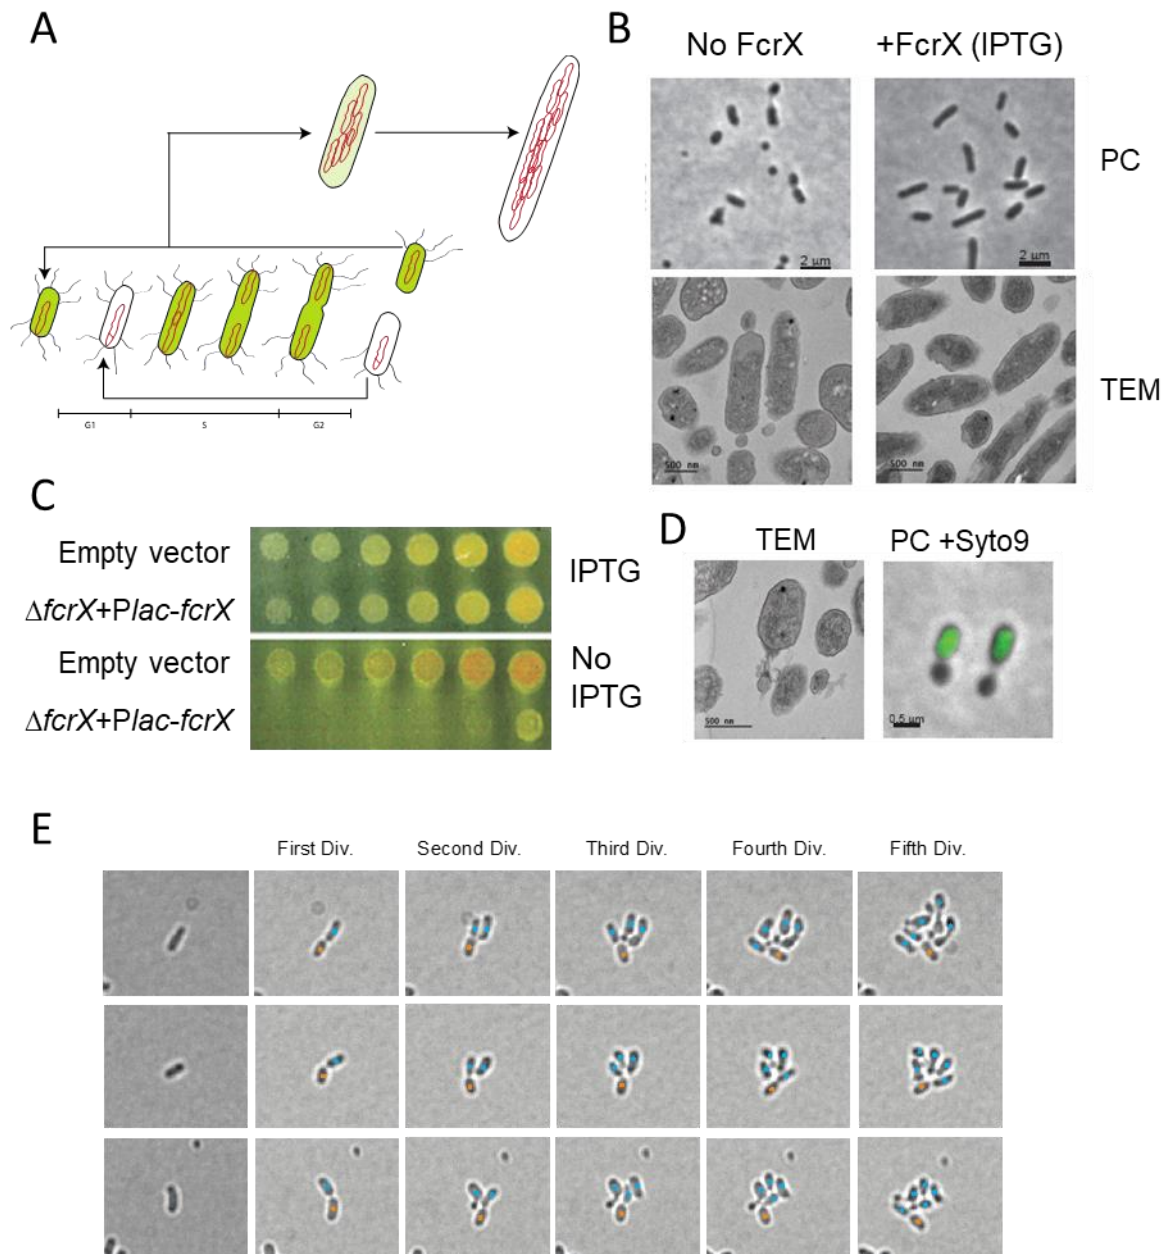 A
G1
S
G2
B
No FcrX
+FcrX (IPTG)
PC
2 µm
2 µm
TEM
500 nm
500 nm
C
Empty vector
ΔfcrX+Plac-fcrX
IPTG
Empty vector
ΔfcrX+Plac-fcrX
No
IPTG
D
TEM
PC +Syto9
500 nm
0.5 µm
E
First Div.
Second Div.
Third Div.
Fourth Div.
Fifth Div.